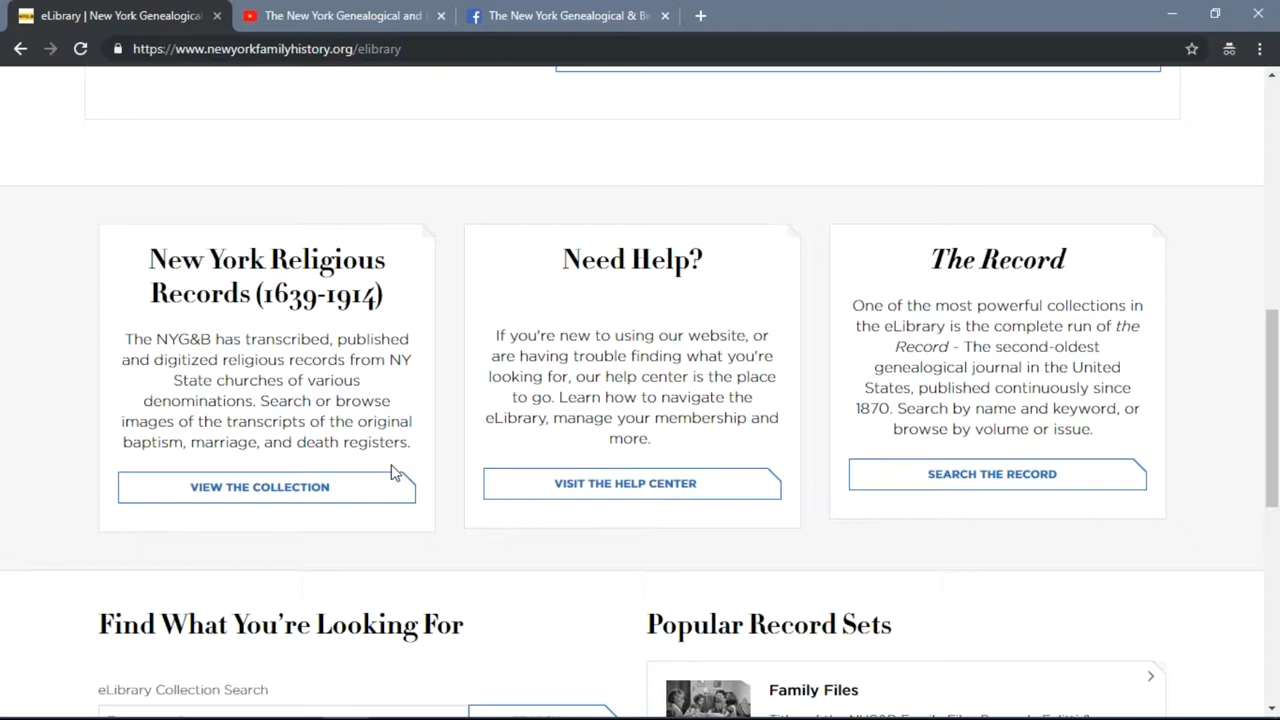 eLibrary | New York Genealogical
The New York Genealogical and
The New York Genealogical & Bi
https://www.newyorkfamilyhistory.org/elibrary
New York Religious
Records (1639-1914)
The NYG&B has transcribed, published
and digitized religious records from NY
State churches of various
denominations. Search or browse
images of the transcripts of the original
baptism, marriage, and death registers.
VIEW THE COLLECTION
Need Help?
If you're new to using our website, or
are having trouble finding what you're
looking for, our help center is the place
to go. Learn how to navigate the
eLibrary, manage your membership and
more.
VISIT THE HELP CENTER
The Record
One of the most powerful collections in
the eLibrary is the complete run of the
Record - The second-oldest
genealogical journal in the United
States, published continuously since
1870. Search by name and keyword, or
browse by volume or issue.
SEARCH THE RECORD
Find What You're Looking For
eLibrary Collection Search
Popular Record Sets
Family Files